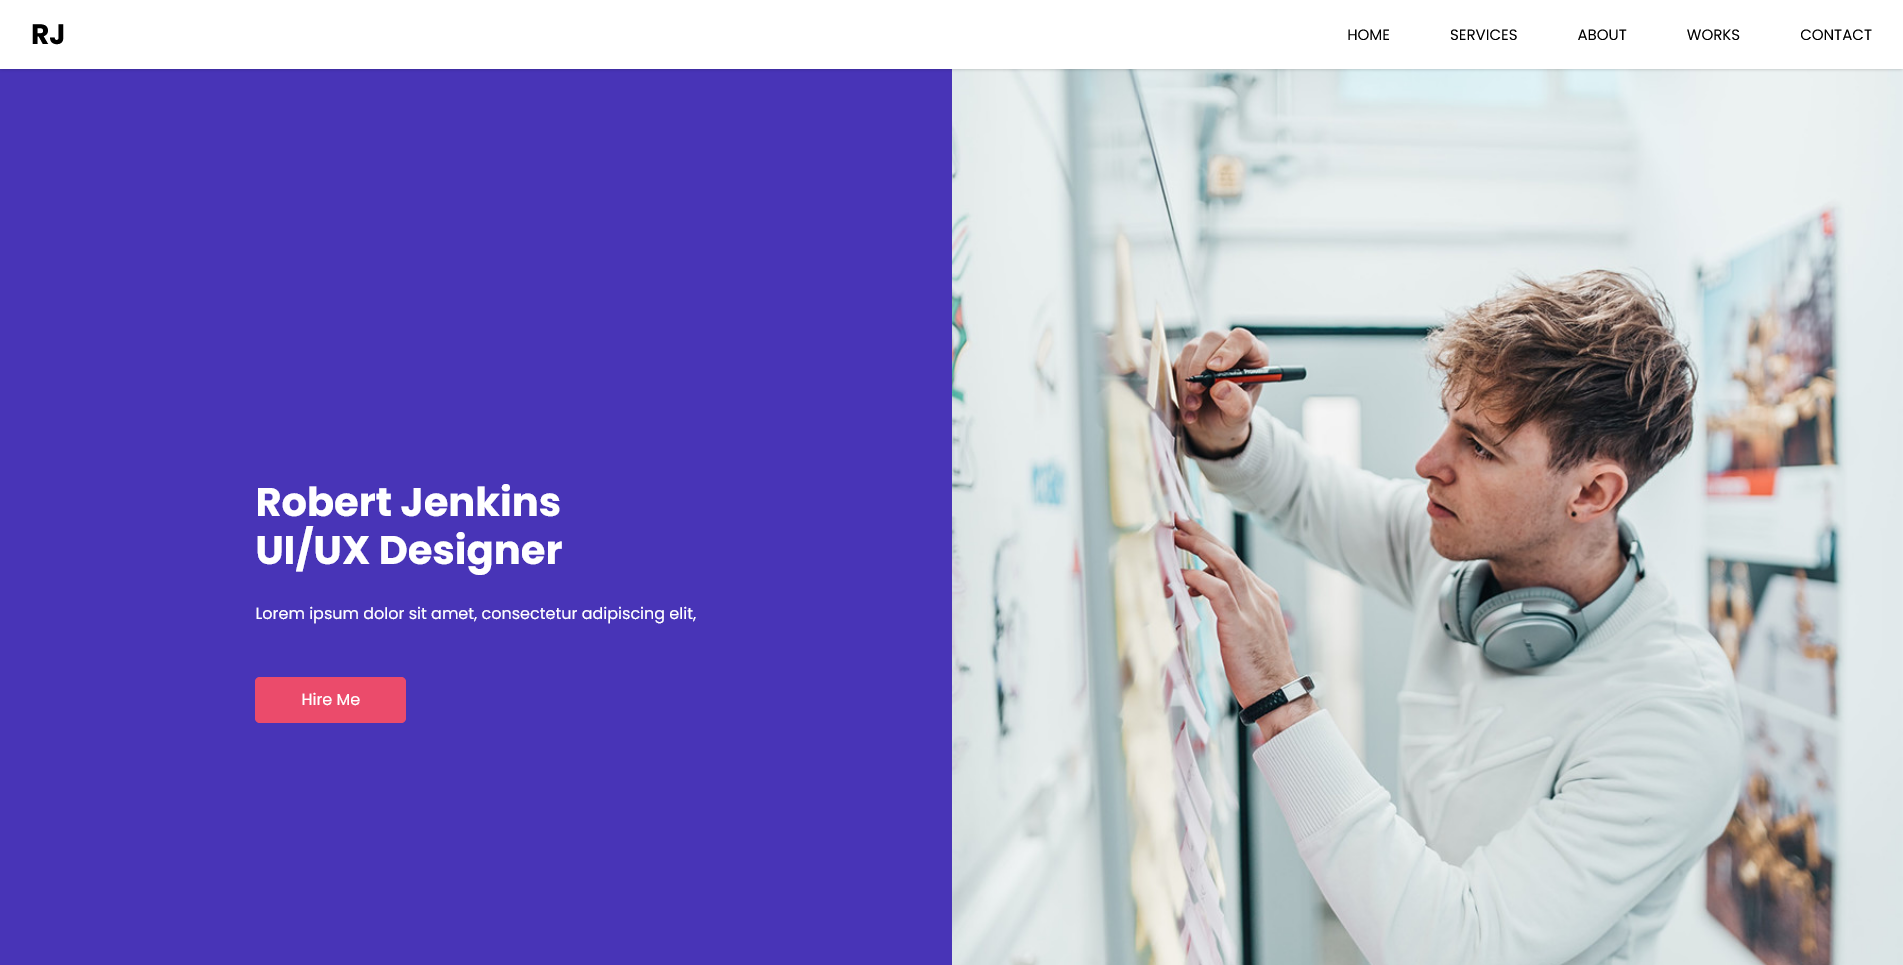 RJ
HOME SERVICES ABOUT WORKS CONTACT
Robert Jenkins
UI/UX Designer
Lorem ipsum dolor sit amet, consectetur adipiscing elit,
Hire Me